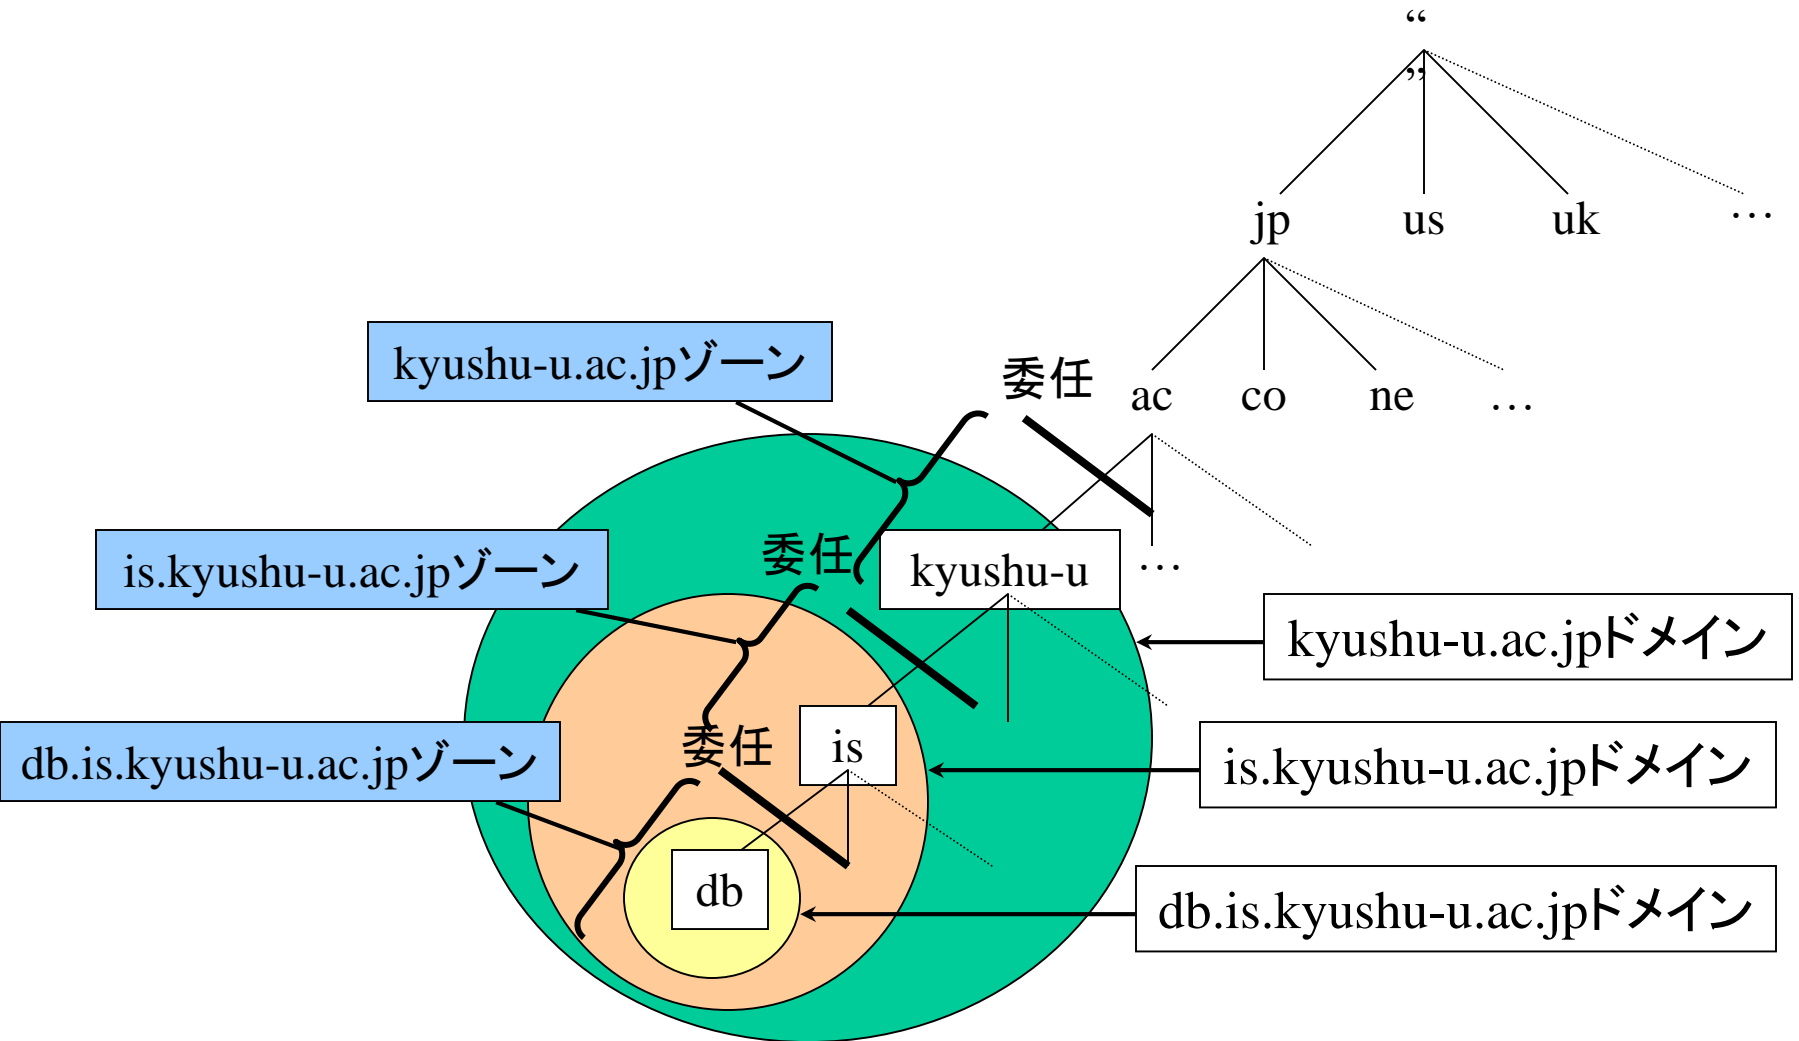 “
”
jp us uk …
kyushu-u.ac.jpゾーン
委任
ac co ne …
is.kyushu-u.ac.jpゾーン
委任
kyushu-u
…
kyushu-u.ac.jpドメイン
db.is.kyushu-u.ac.jpゾーン
委任
is
is.kyushu-u.ac.jpドメイン
db
db.is.kyushu-u.ac.jpドメイン